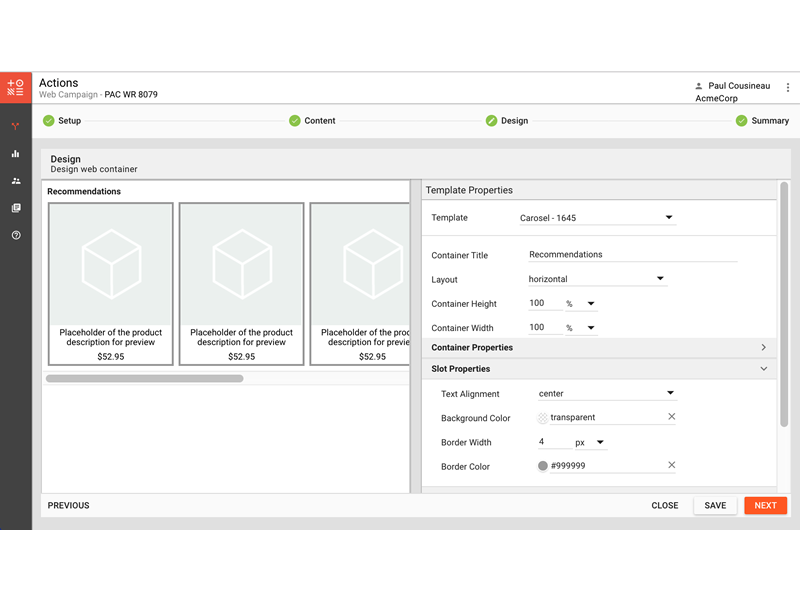 Actions
Web Campaign - PAC WR 8079
Paul Cousineau
AcmeCorp
Setup
Content
Design
Summary
Design
Design web container
Recommendations
Placeholder of the product
description for preview
$52.95
Placeholder of the product
description for preview
$52.95
Placeholder of the proc
description for previe
$52.95
Template Properties
Template
Carosel - 1645
Container Title
Recommendations
Layout
horizontal
Container Height
100
%
Container Width
100
%
Container Properties
Slot Properties
Text Alignment
center
Background Color
transparent
Border Width
4
px
Border Color
#999999
PREVIOUS
CLOSE
SAVE
NEXT